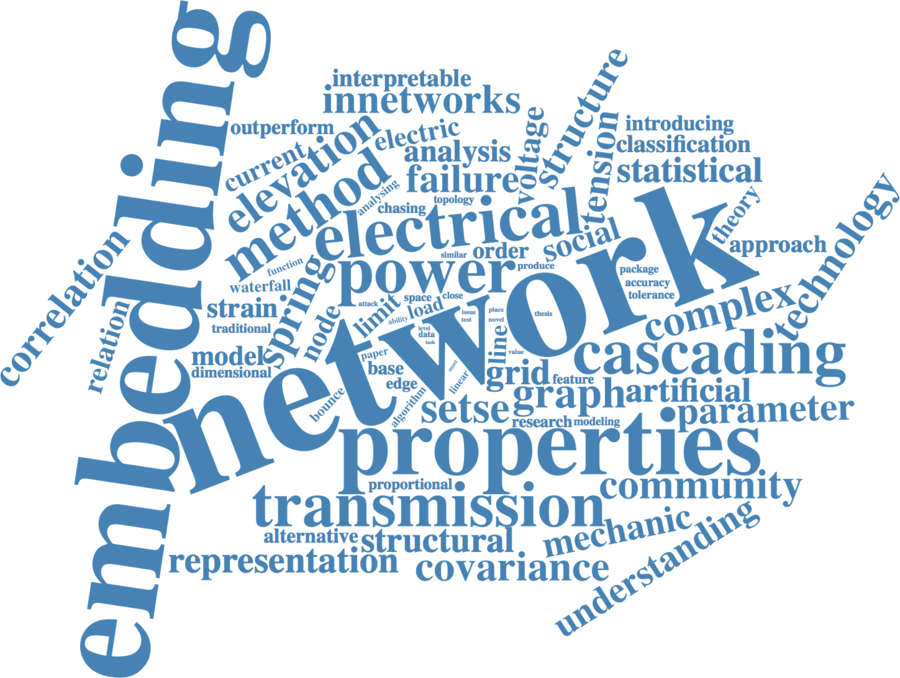 embedding
interpretable
innetworks
outperform
electric
current
elevation
analysis
voltage
structure
tension
introducing
classification
statistical
method
analysing
failure
topology
chasing
electrical
similar
order
social
network
theory
approach
technology
correlation
relation
function
waterfall
strain
traditional
spring
power
produce
package
accuracy
tolerance
complex
model
dimensional
node
limit
attack
space
close
ability
load
level
data
task
issue
test
place
novel
thesis
line
value
cascading
paper
base
edge
bounce
algorithm
linear
grid
feature
graph
artificial
setse
research
modeling
parameter
properties
proportional
community
transmission
alternative
structural
mechanic
understanding
representation
covariance